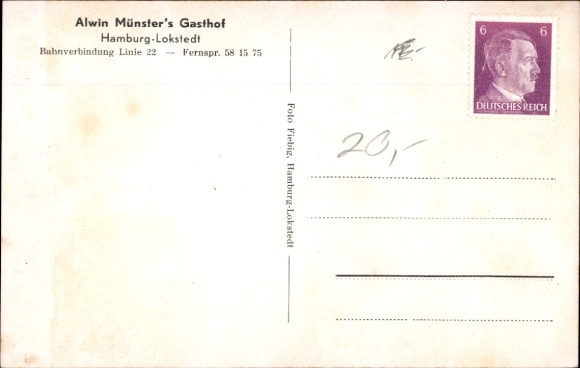 Alwin Münster's Gasthof
Hamburg-Lokstedt
Bahnverbindung Linie 22 — Fernspr. 58 15 75
6 6
DEUTSCHES REICH
20,-
Foto Fiebig, Hamburg-Lokstedt